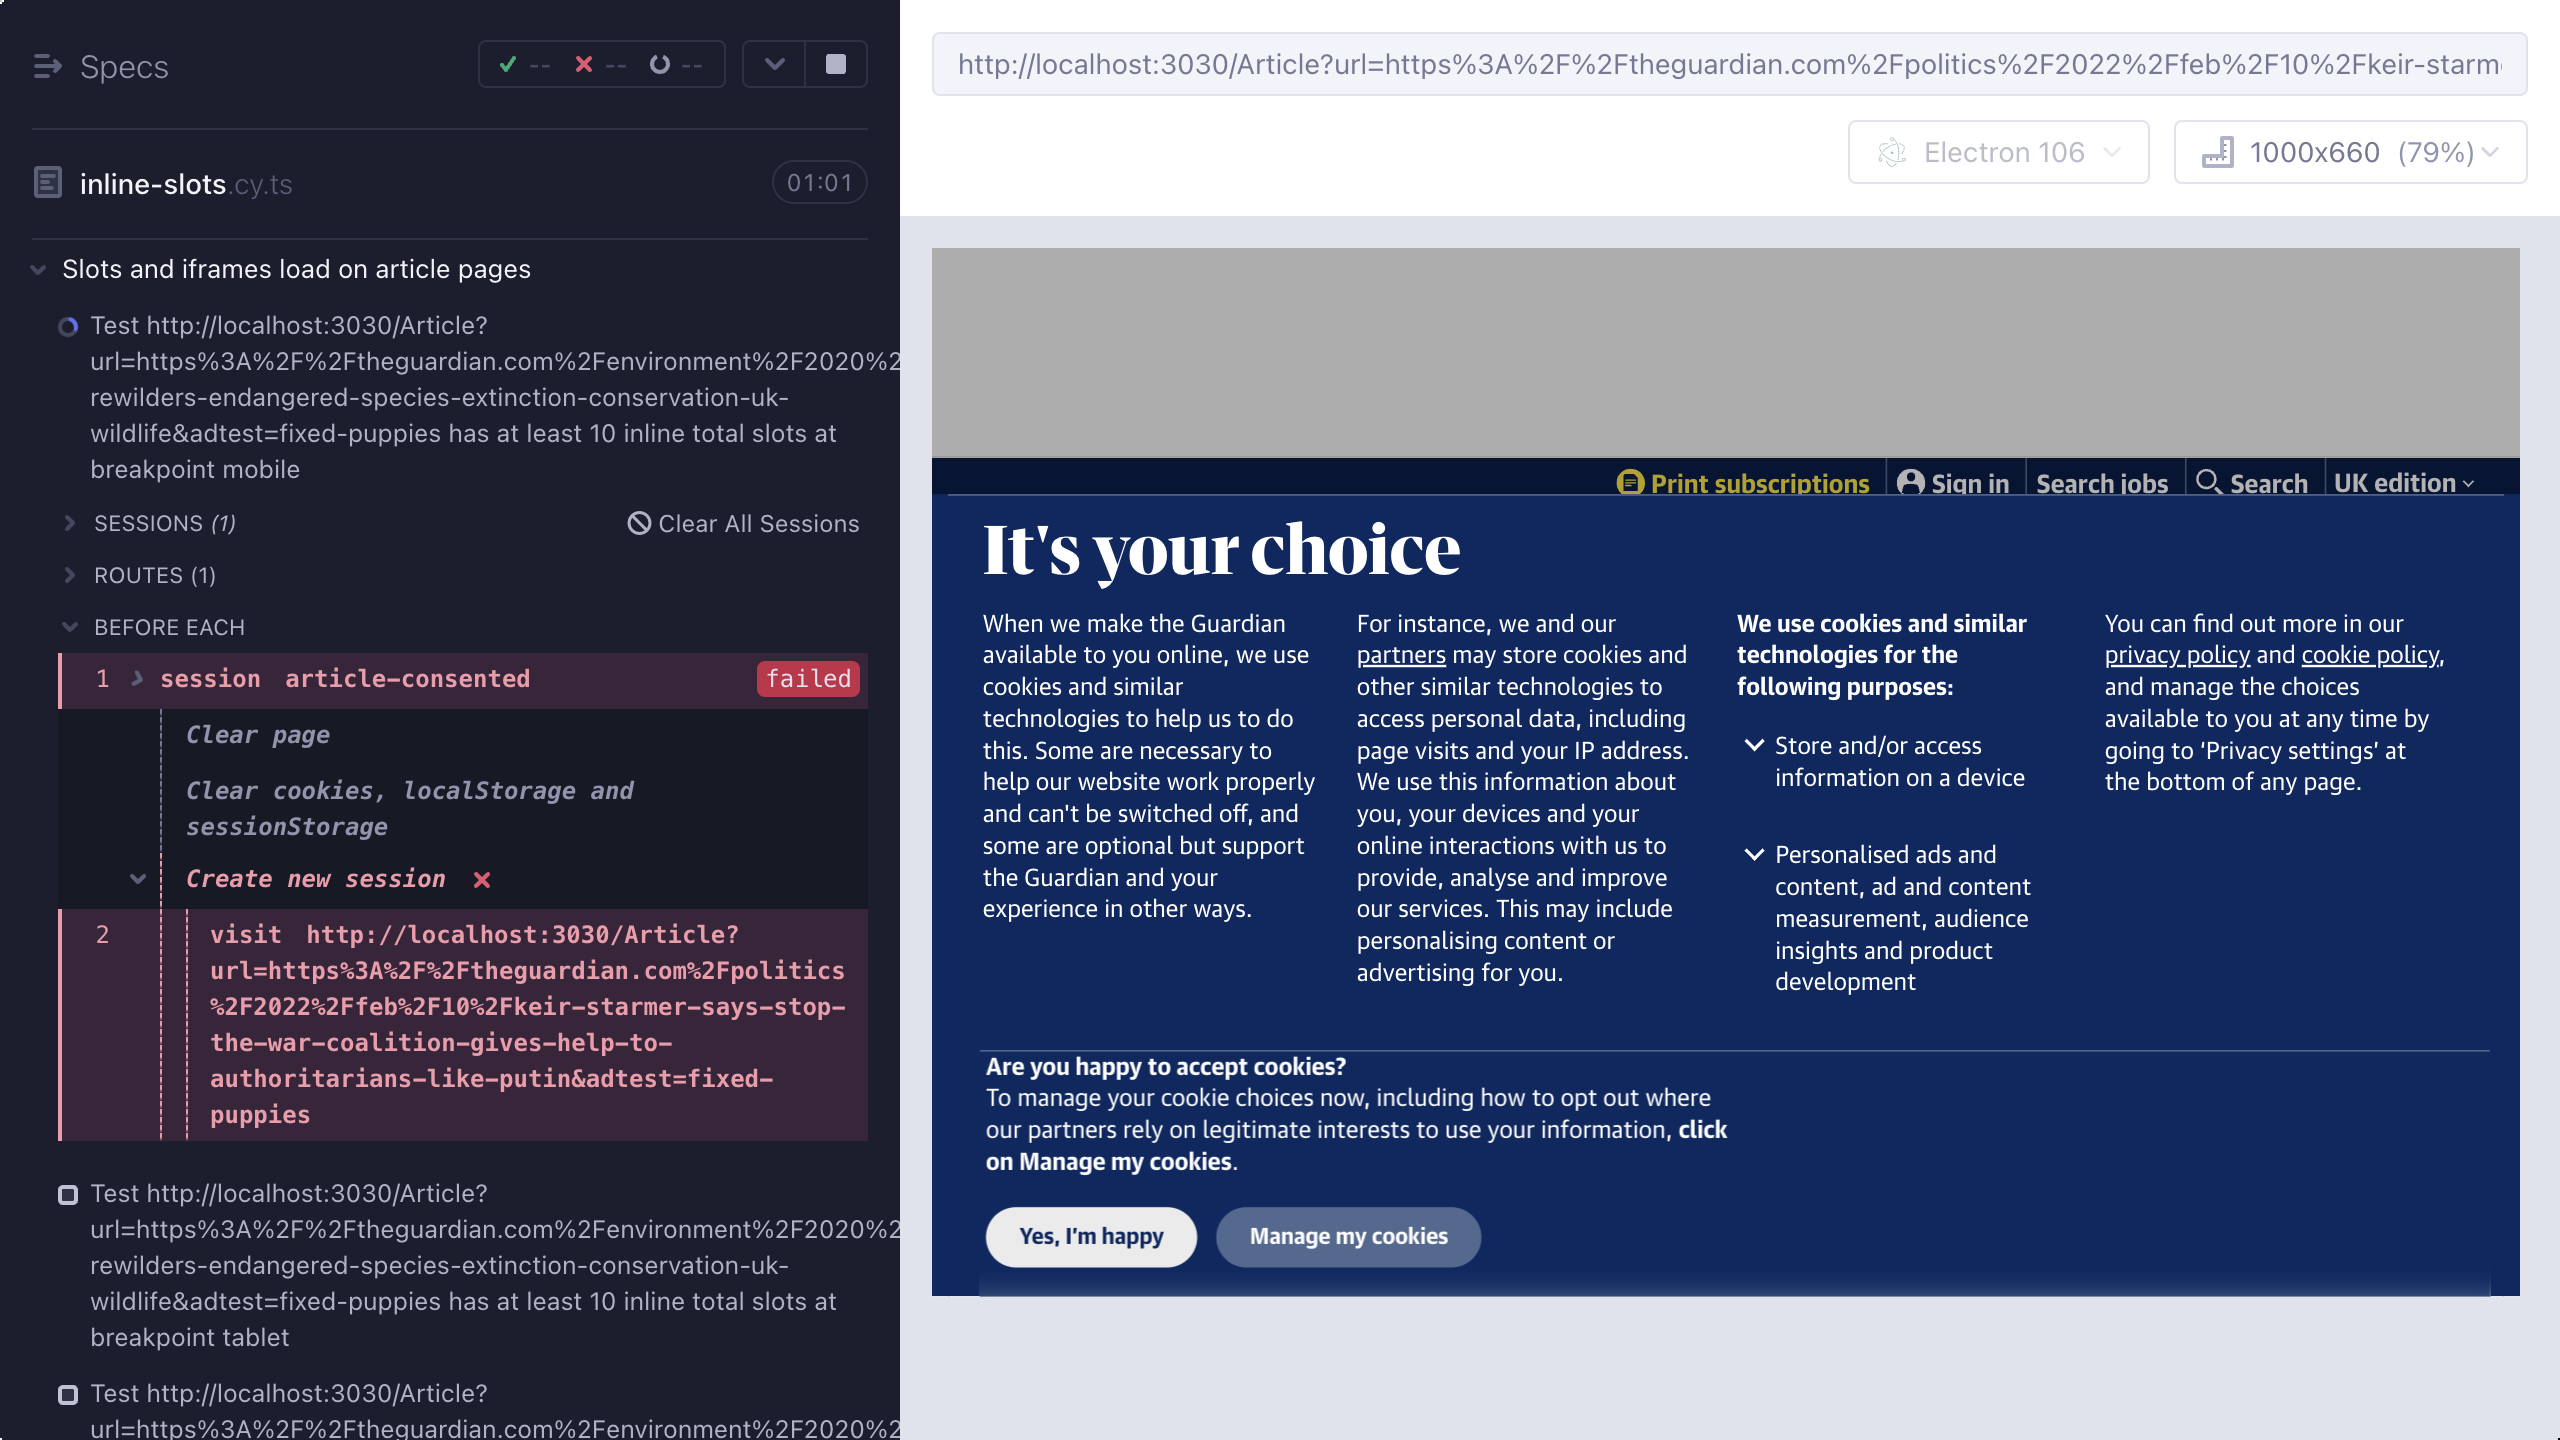 Specs
-- -- --
inline-slots.cy.ts
01:01
Slots and iframes load on article pages
Test http://localhost:3030/Article?
url=https%3A%2F%2Ftheguardian.com%2Fenvironment%2F2020%2
rewilders-endangered-species-extinction-conservation-uk-
wildlife&adtest=fixed-puppies has at least 10 inline total slots at
breakpoint mobile
SESSIONS (1)
Clear All Sessions
ROUTES (1)
BEFORE EACH
1 session article-consented failed
Clear page
Clear cookies, localStorage and
sessionStorage
Create new session
2 visit http://localhost:3030/Article?
url=https%3A%2F%2Ftheguardian.com%2Fpolitics
%2F2022%2Ffeb%2F10%2Fkeir-starmer-says-stop-
the-war-coalition-gives-help-to-
authoritarians-like-putin&adtest=fixed-
puppies
Test http://localhost:3030/Article?
url=https%3A%2F%2Ftheguardian.com%2Fenvironment%2F2020%2
rewilders-endangered-species-extinction-conservation-uk-
wildlife&adtest=fixed-puppies has at least 10 inline total slots at
breakpoint tablet
Test http://localhost:3030/Article?
url=https%3A%2F%2Ftheguardian.com%2Fenvironment%2F2020%2
http://localhost:3030/Article?url=https%3A%2F%2Ftheguardian.com%2Fpolitics%2F2022%2Ffeb%2F10%2Fkeir-starm
Electron 106
1000x660 (79%)
Print subscriptions
Sign in
Search jobs
Search
UK edition
It's your choice
When we make the Guardian
available to you online, we use
cookies and similar
technologies to help us to do
this. Some are necessary to
help our website work properly
and can't be switched off, and
some are optional but support
the Guardian and your
experience in other ways.
For instance, we and our
partners may store cookies and
other similar technologies to
access personal data, including
page visits and your IP address.
We use this information about
you, your devices and your
online interactions with us to
provide, analyse and improve
our services. This may include
personalising content or
advertising for you.
We use cookies and similar
technologies for the
following purposes:
Store and/or access
information on a device
Personalised ads and
content, ad and content
measurement, audience
insights and product
development
You can find out more in our
privacy policy and cookie policy,
and manage the choices
available to you at any time by
going to ‘Privacy settings’ at
the bottom of any page.
Are you happy to accept cookies?
To manage your cookie choices now, including how to opt out where
our partners rely on legitimate interests to use your information, click
on Manage my cookies.
Yes, I’m happy
Manage my cookies